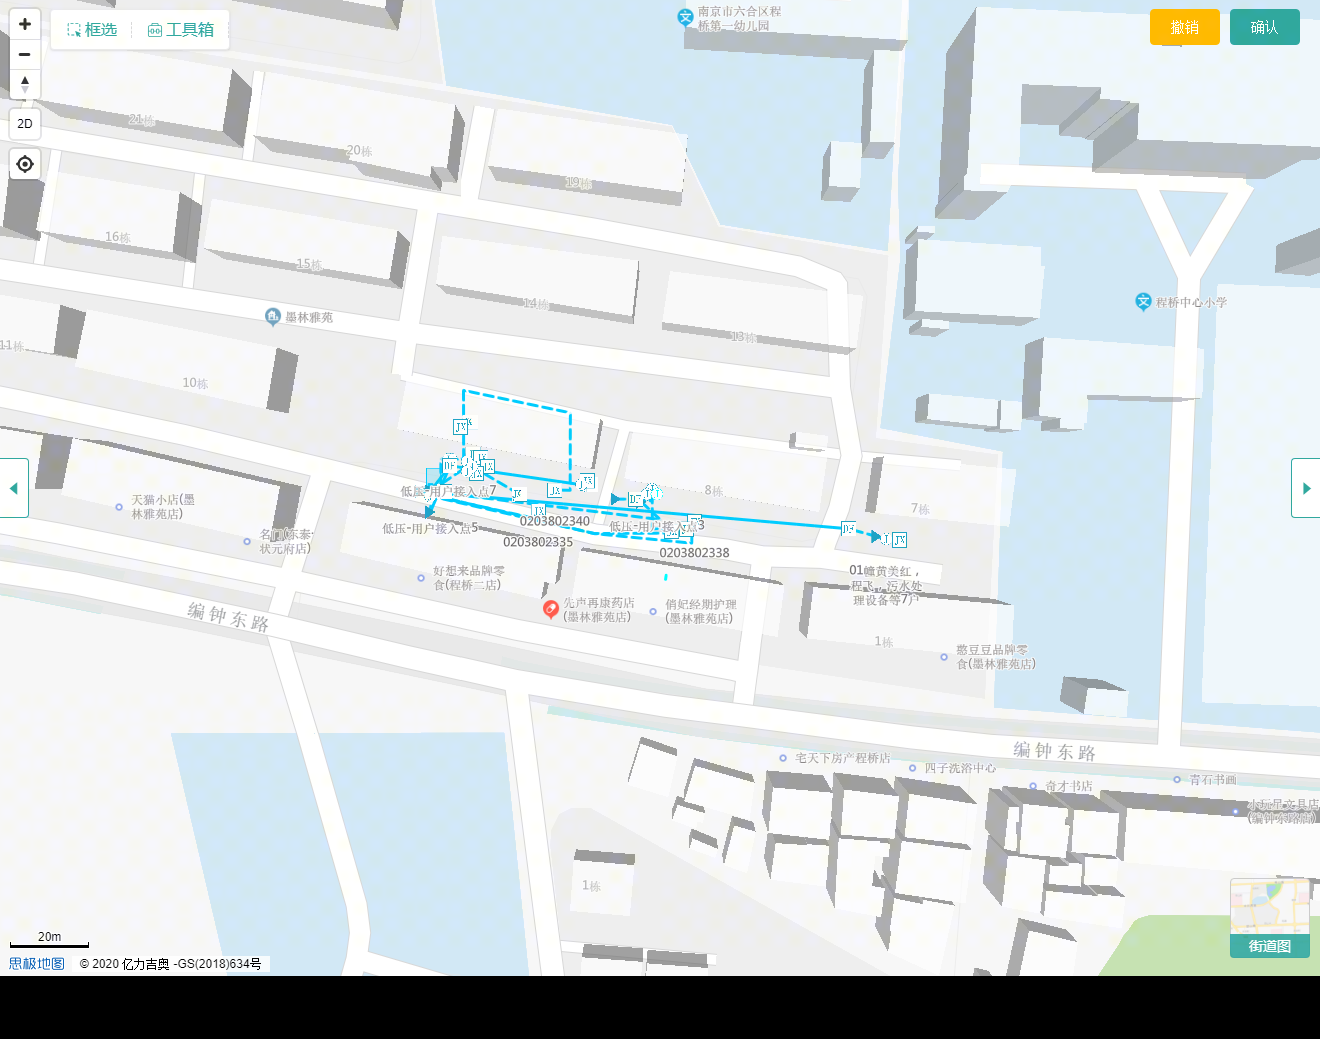 框选
工具箱
撤销
确认
2D
南京市六合区程
桥第一幼儿园
21栋
20栋
19栋
16栋
15栋
14栋
13栋
墨林雅苑
程桥中心小学
11栋
10栋
JX
JX
DF
JX
JX
JX
JX
JX
JX
DF
低压-用户接入点7
8栋
7栋
天猫小店(墨
林雅苑店)
JX
0203802340
低压-用户接入点3
低压-用户接入点5
DF
JX
名门(东泰·
状元府店)
0203802335
0203802338
好想来品牌零
食(程桥二店)
01幢黄美红，
程飞，污水处
理设备等7户
先声再康药店
(墨林雅苑店)
俏妃经期护理
(墨林雅苑店)
编钟东路
1栋
憨豆豆品牌零
食(墨林雅苑店)
编钟东路
宅天下房产程桥店
四子洗浴中心
奇才书店
青石书画
小玩星文具店
(编钟东路店)
1栋
20m
街道图
思极地图
© 2020 亿力吉奥 -GS(2018)634号